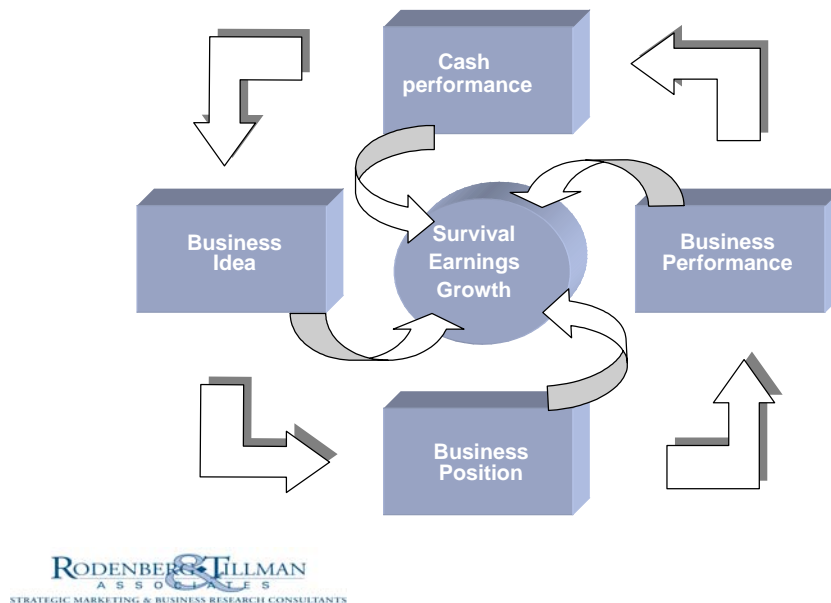 Cash
performance
Business
Idea
Survival
Earnings
Growth
Business
Performance
Business
Position
RODENBERG & TILLMAN
ASSOCIATES
STRATEGIC MARKETING & BUSINESS RESEARCH CONSULTANTS